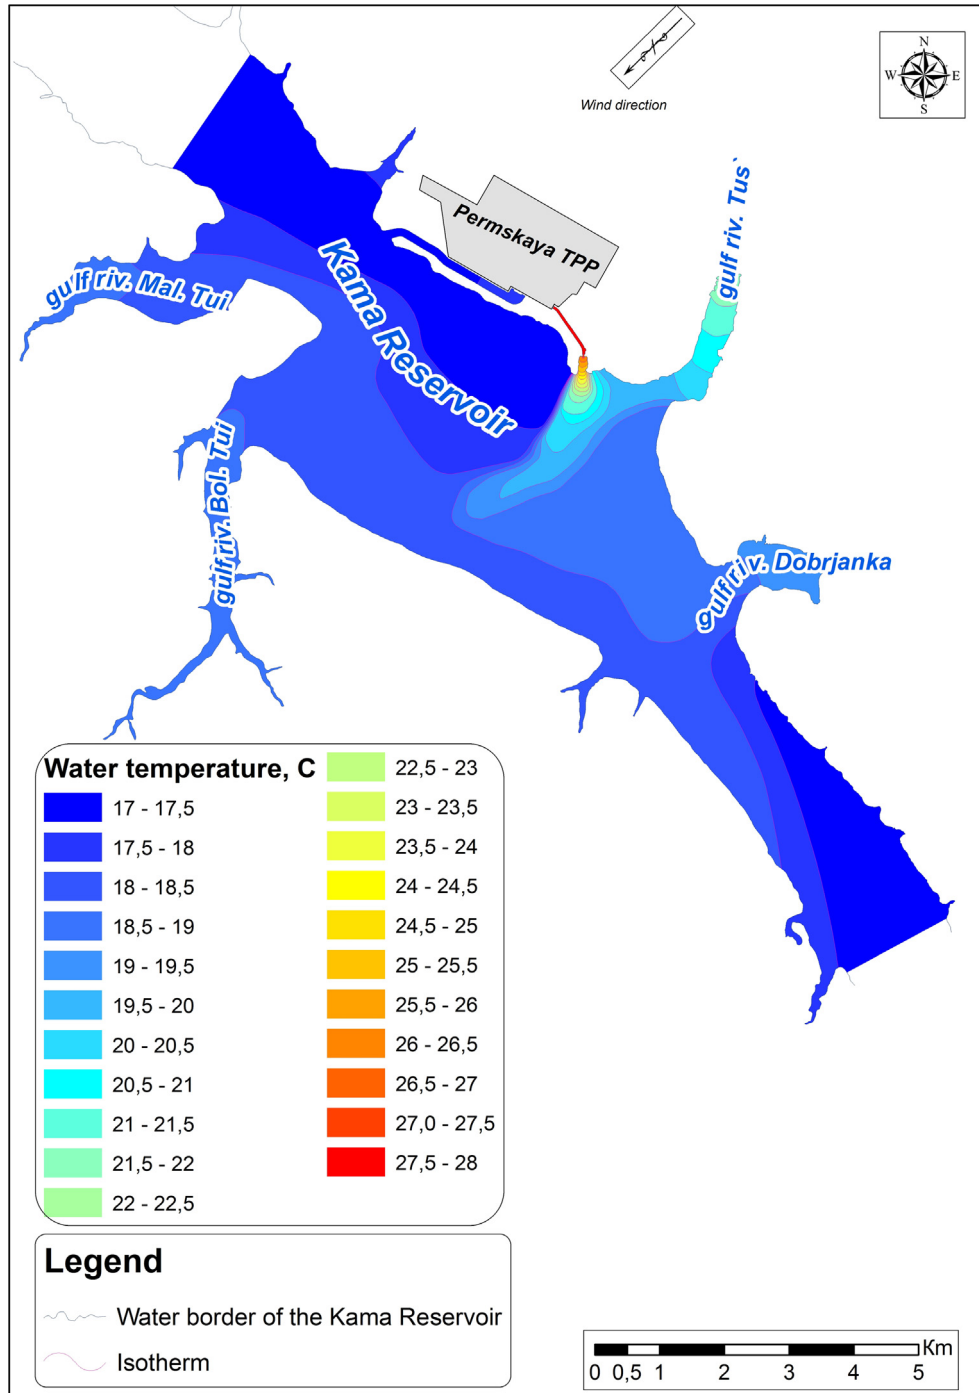 Wind direction
N
W
E
S
gulf riv. Tus`
Permskaya TPP
Kama Reservoir
gulf riv. Mal. Tui
gulf riv. Bol. Tui
gulf riv. Dobrjanka
Water temperature, C
17 - 17,5
17,5 - 18
18 - 18,5
18,5 - 19
19 - 19,5
19,5 - 20
20 - 20,5
20,5 - 21
21 - 21,5
21,5 - 22
22 - 22,5
22,5 - 23
23 - 23,5
23,5 - 24
24 - 24,5
24,5 - 25
25 - 25,5
25,5 - 26
26 - 26,5
26,5 - 27
27,0 - 27,5
27,5 - 28
Legend
Water border of the Kama Reservoir
Isotherm
Км
0 0,5 1 2 3 4 5